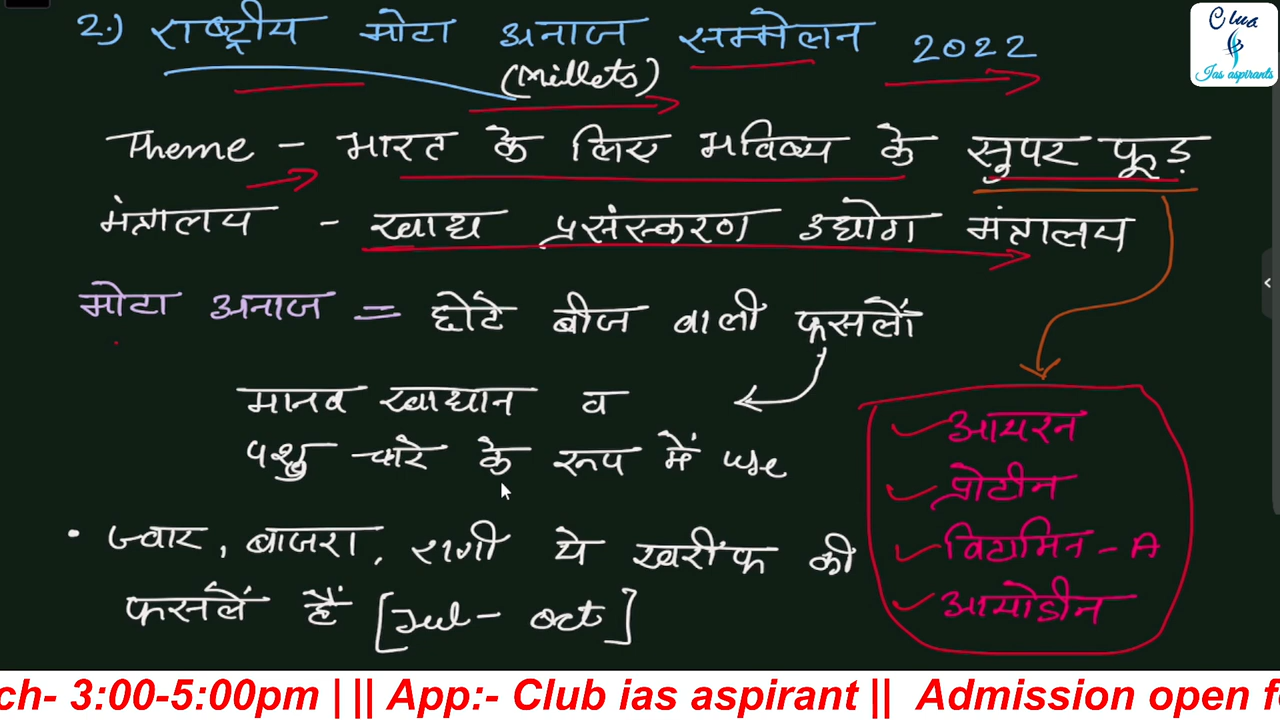 2.) राष्ट्रीय मोटा अनाज सम्मेलन 2022
(Millets)
Theme - भारत के लिए भविष्य के सुपर फूड़
मंत्रालय - खाद्य प्रसंस्करण उद्योग मंत्रालय
मोटा अनाज = छोटे बीज वाली फसलों
मानव खाद्यान व
पशु चारे के रूप में use
• ज्वार, बाजरा, रागी ये खरीफ की
फसलें हैं [Jul - Oct]
आयरन
प्रोटीन
विटामिन - A
आयोडीन
Club
Ias aspirants
ch- 3:00-5:00pm | || App:- Club ias aspirant || Admission open f